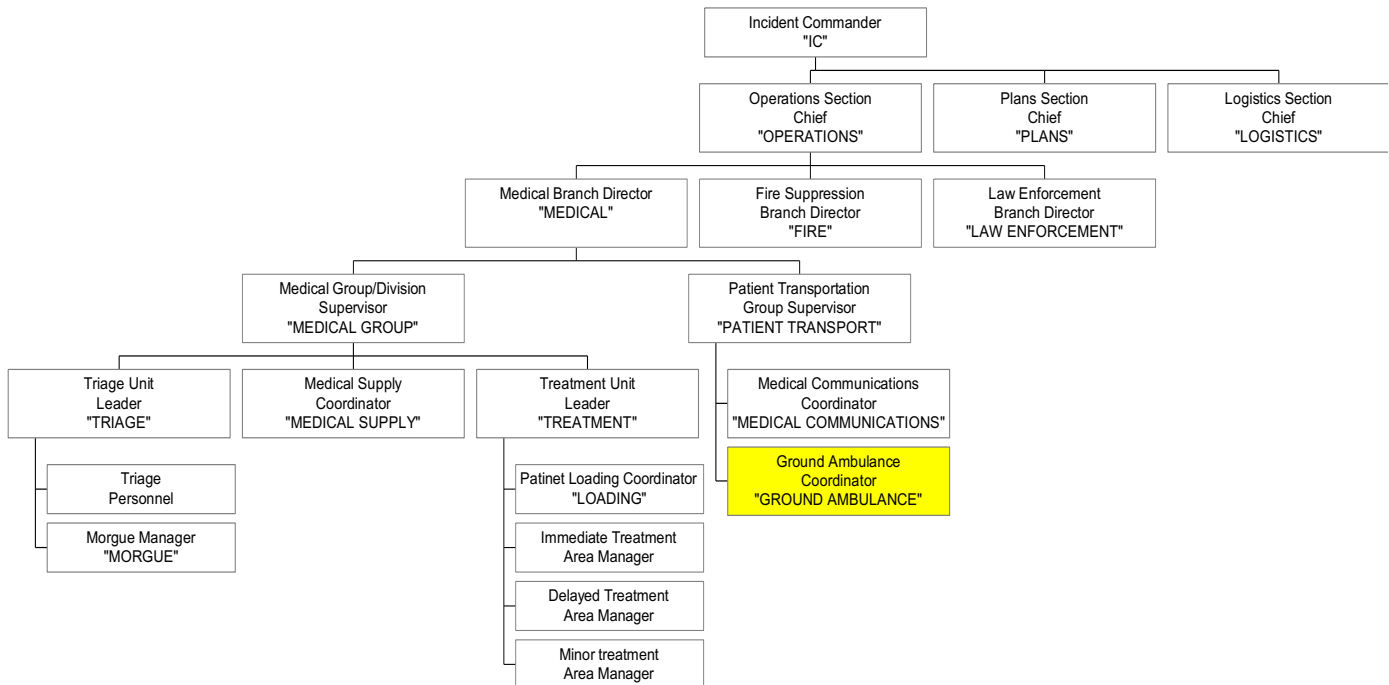 Incident Commander
"IC"
Operations Section
Chief
"OPERATIONS"
Plans Section
Chief
"PLANS"
Logistics Section
Chief
"LOGISTICS"
Medical Branch Director
"MEDICAL"
Fire Suppression
Branch Director
"FIRE"
Law Enforcement
Branch Director
"LAW ENFORCEMENT"
Medical Group/Division
Supervisor
"MEDICAL GROUP"
Patient Transportation
Group Supervisor
"PATIENT TRANSPORT"
Triage Unit
Leader
"TRIAGE"
Medical Supply
Coordinator
"MEDICAL SUPPLY"
Treatment Unit
Leader
"TREATMENT"
Medical Communications
Coordinator
"MEDICAL COMMUNICATIONS"
Ground Ambulance
Coordinator
"GROUND AMBULANCE"
Triage
Personnel
Morgue Manager
"MORGUE"
Patinet Loading Coordinator
"LOADING"
Immediate Treatment
Area Manager
Delayed Treatment
Area Manager
Minor treatment
Area Manager